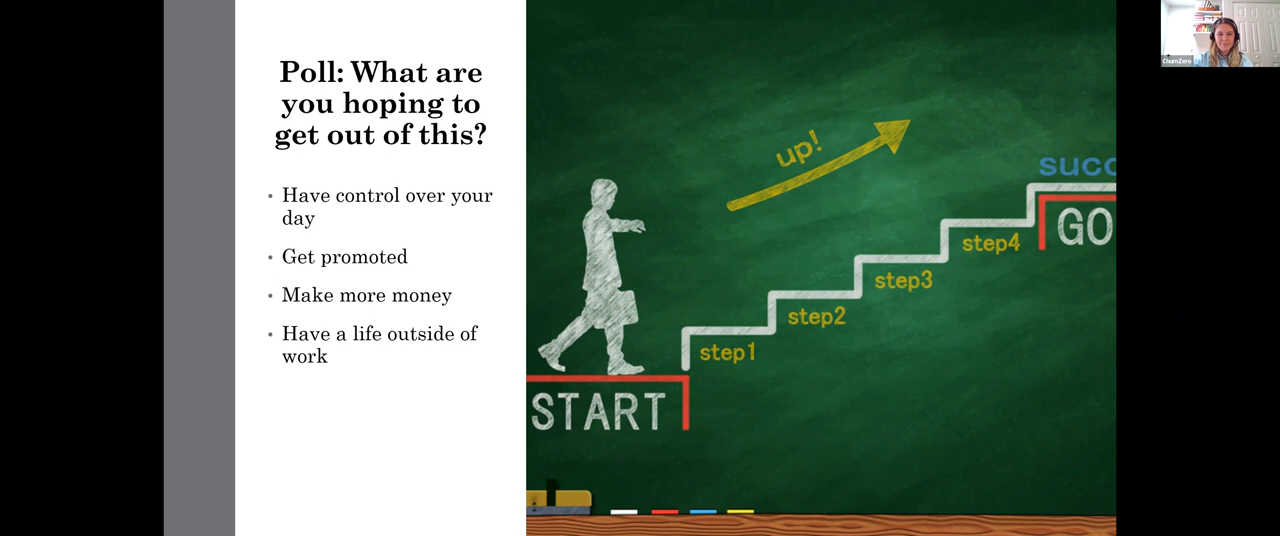 Poll: What are
you hoping to
get out of this?
• Have control over your
day
• Get promoted
• Make more money
• Have a life outside of
work
up!
succ
GO
step4
step3
step2
step1
START
ChurnZero